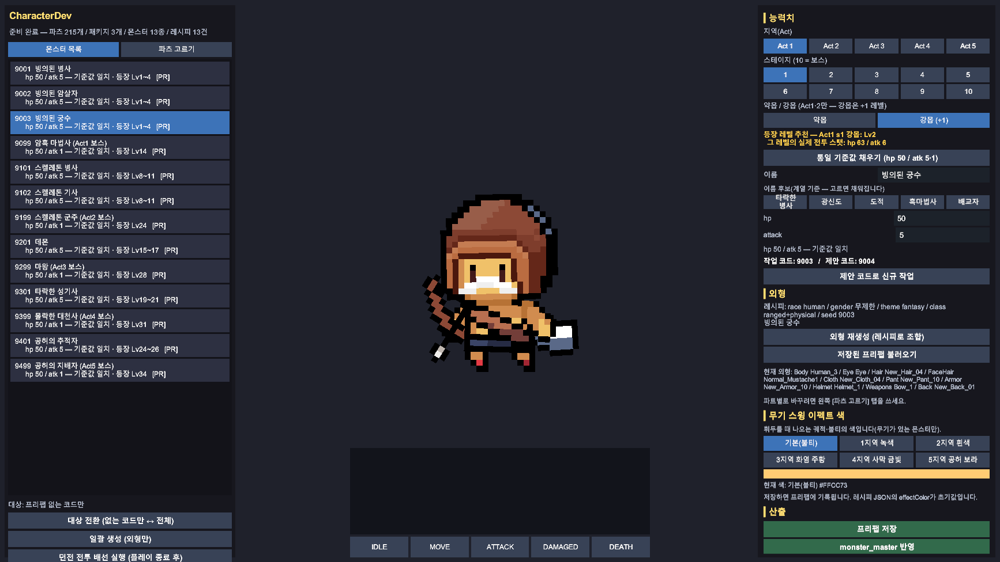 CharacterDev
준비 완료 — 파츠 215개 / 패키지 3개 / 몬스터 13종 / 레시피 13건
몬스터 목록
파츠 고르기
9001 빙의된 병사
hp 50 / atk 5 — 기준값 일치 · 등장 Lv1~4 [PR]
9002 빙의된 암살자
hp 50 / atk 5 — 기준값 일치 · 등장 Lv1~4 [PR]
9003 빙의된 궁수
hp 50 / atk 5 — 기준값 일치 · 등장 Lv1~4 [PR]
9099 암흑 마법사 (Act1 보스)
hp 50 / atk 1 — 기준값 일치 · 등장 Lv14 [PR]
9101 스켈레톤 병사
hp 50 / atk 5 — 기준값 일치 · 등장 Lv8~11 [PR]
9102 스켈레톤 기사
hp 50 / atk 5 — 기준값 일치 · 등장 Lv8~11 [PR]
9199 스켈레톤 군주 (Act2 보스)
hp 50 / atk 1 — 기준값 일치 · 등장 Lv24 [PR]
9201 데몬
hp 50 / atk 5 — 기준값 일치 · 등장 Lv15~17 [PR]
9299 마왕 (Act3 보스)
hp 50 / atk 1 — 기준값 일치 · 등장 Lv28 [PR]
9301 타락한 성기사
hp 50 / atk 5 — 기준값 일치 · 등장 Lv19~21 [PR]
9399 몰락한 대천사 (Act4 보스)
hp 50 / atk 1 — 기준값 일치 · 등장 Lv31 [PR]
9401 공허의 추적자
hp 50 / atk 5 — 기준값 일치 · 등장 Lv24~26 [PR]
9499 공허의 지배자 (Act5 보스)
hp 50 / atk 1 — 기준값 일치 · 등장 Lv34 [PR]
대상: 프리팹 없는 코드만
대상 전환 (없는 코드만 ↔ 전체)
일괄 생성 (외형만)
던전 전투 배선 실행 (플레이 종료 후)
IDLE
MOVE
ATTACK
DAMAGED
DEATH
능력치
지역(Act)
Act 1
Act 2
Act 3
Act 4
Act 5
스테이지 (10 = 보스)
1
2
3
4
5
6
7
8
9
10
약몹 / 강몹 (Act1·2만 — 강몹은 +1 레벨)
약몹
강몹 (+1)
등장 레벨 추천 — Act1 s1 강몹: Lv2
그 레벨의 실제 전투 스탯: hp 63 / atk 6
통일 기준값 채우기 (hp 50 / atk 5·1)
이름
빙의된 궁수
이름 후보(계열 기준 — 고르면 채워집니다)
타락한
병사
광신도
도적
흑마법사
배교자
hp
50
attack
5
hp 50 / atk 5 — 기준값 일치
작업 코드: 9003 / 제안 코드: 9004
제안 코드로 신규 작업
외형
레시피: race human / gender 무제한 / theme fantasy / class
ranged+physical / seed 9003
빙의된 궁수
외형 재생성 (레시피로 조합)
저장된 프리팹 불러오기
현재 외형: Body Human_3 / Eye Eye / Hair New_Hair_04 / FaceHair
Normal_Mustache1 / Cloth New_Cloth_04 / Pant New_Pant_10 / Armor
New_Armor_10 / Helmet Helmet_1 / Weapons Bow_1 / Back New_Back_01
파트별로 바꾸려면 왼쪽 [파츠 고르기] 탭을 쓰세요.
무기 스윙 이펙트 색
휘두를 때 나오는 궤적·불티의 색입니다(무기가 있는 몬스터만).
기본(불티)
1지역 녹색
2지역 흰색
3지역 화염 주황
4지역 사막 금빛
5지역 공허 보라
현재 색: 기본(불티) #FFCC73
저장하면 프리팹에 기록됩니다. 레시피 JSON의 effectColor가 초기값입니다.
산출
프리팹 저장
monster_master 반영